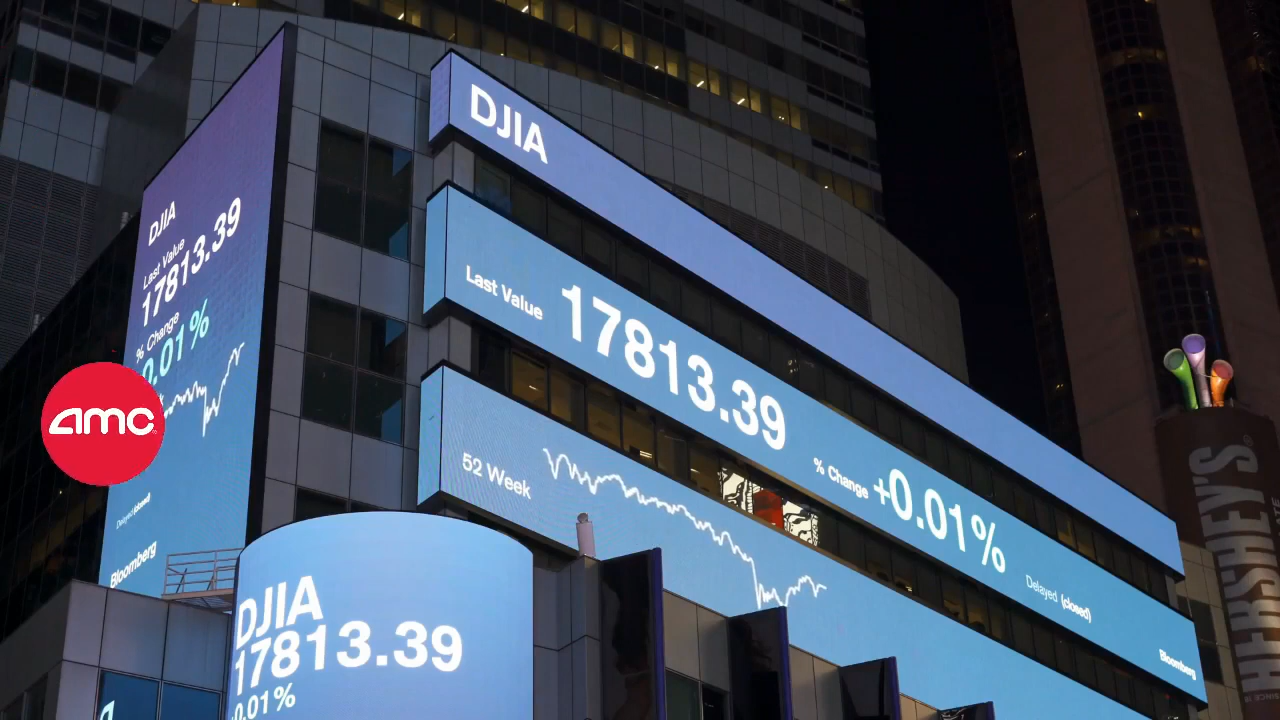 DJIA
Last Value
17813.39
% Change
+0.01%
Delayed (closed)
Bloomberg
52 Week
DJIA
Last Value
17813.39
% Change
0.01%
Delayed (closed)
Bloomberg
amc
DJIA
17813.39
0.01%
HERSHEY'S